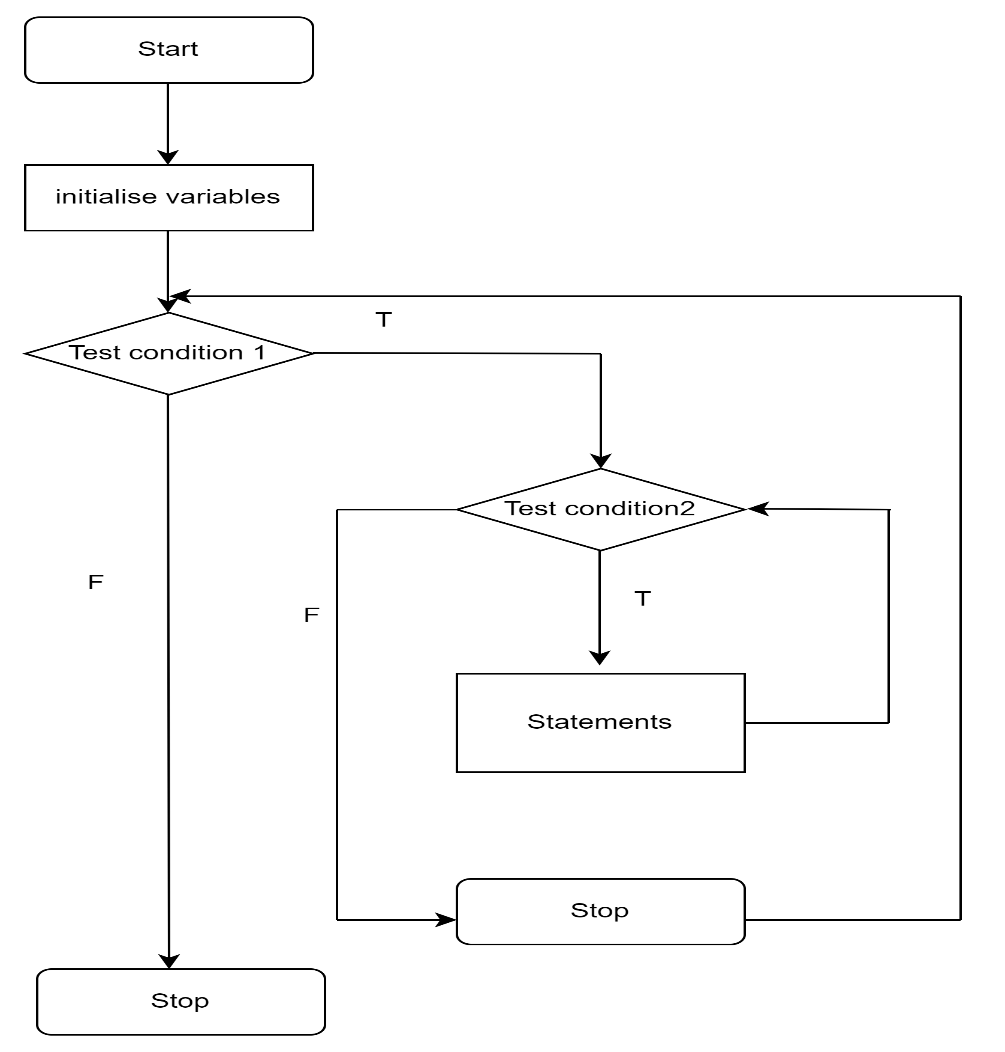 Start
initialise variables
T
Test condition 1
Test condition2
F
T
F
Statements
Stop
Stop